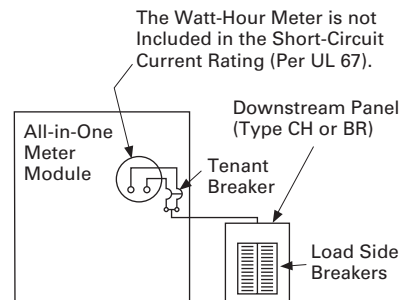 The Watt-Hour Meter is not
Included in the Short-Circuit
Current Rating (Per UL 67).
Downstream Panel
(Type CH or BR)
All-in-One
Meter
Module
Tenant
Breaker
Load Side
Breakers